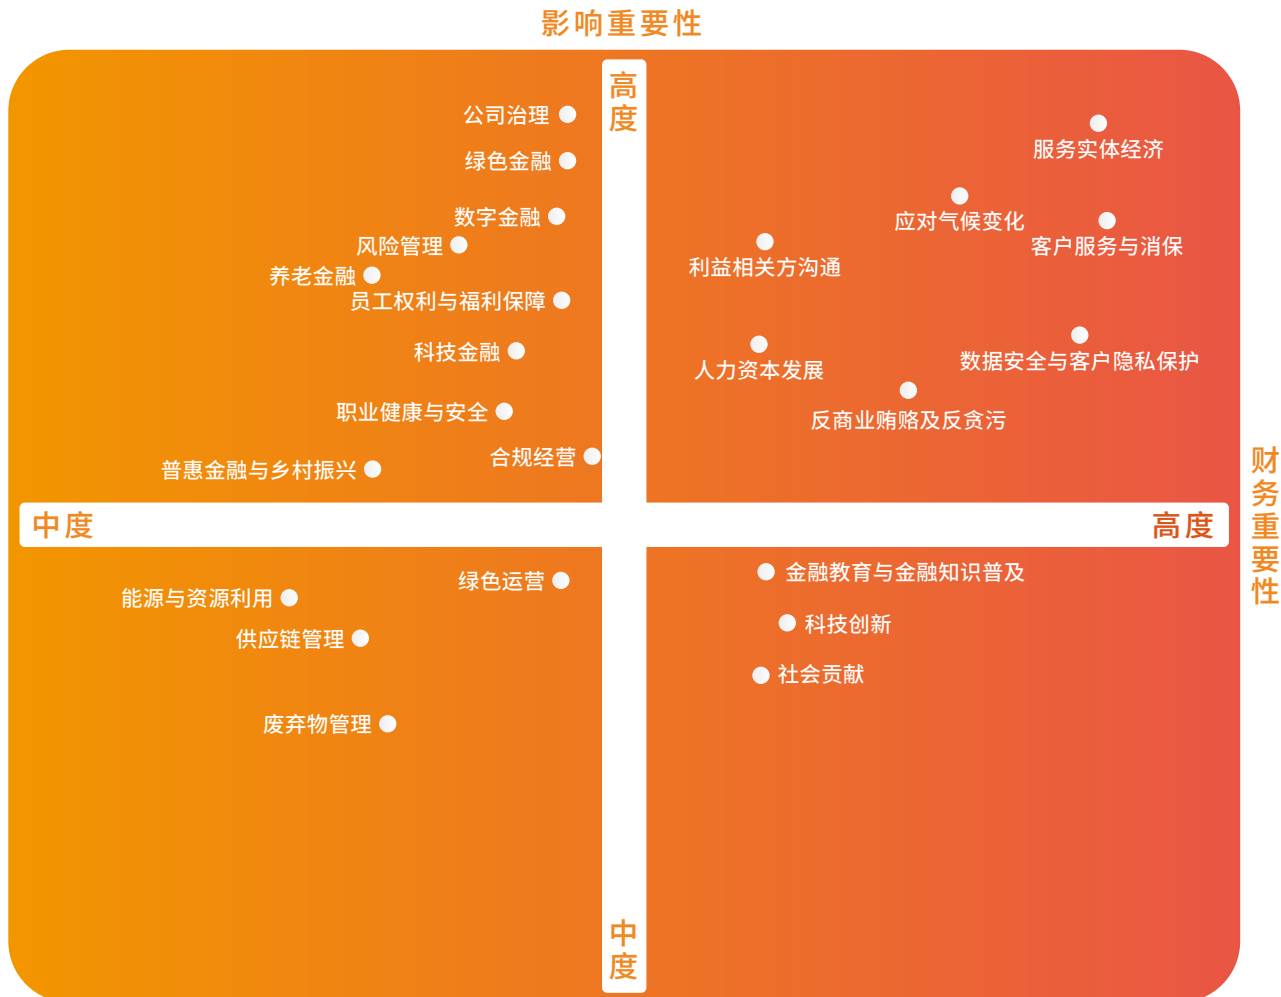 影响重要性
高度
公司治理
绿色金融
数字金融
风险管理
养老金融
员工权利与福利保障
科技金融
职业健康与安全
合规经营
普惠金融与乡村振兴
服务实体经济
应对气候变化
客户服务与消保
利益相关方沟通
数据安全与客户隐私保护
人力资本发展
反商业贿赂及反贪污
中度
高度
财务重要性
绿色运营
能源与资源利用
供应链管理
废弃物管理
金融教育与金融知识普及
科技创新
社会贡献
中度